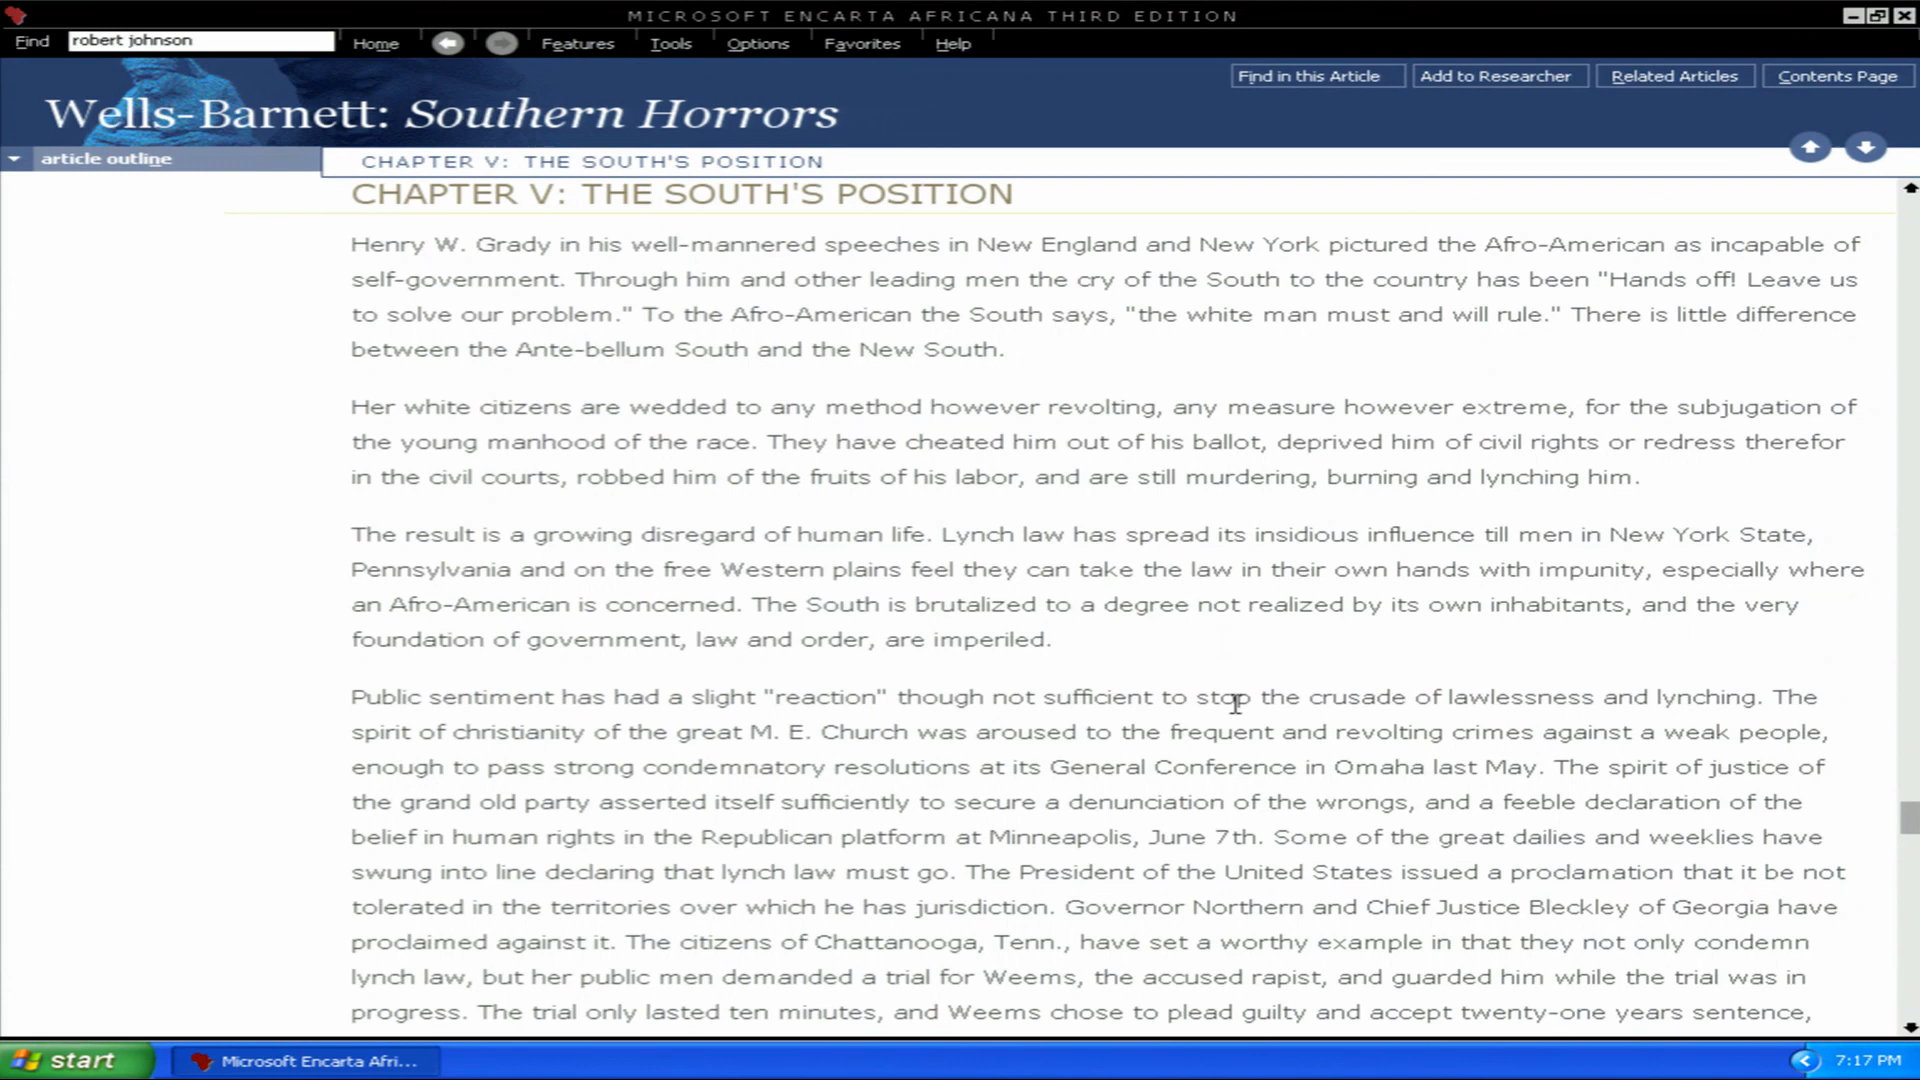 MICROSOFT ENCARTA AFRICANA THIRD EDITION
Find robert johnson Home Features Tools Options Favorites Help
Find in this Article Add to Researcher Related Articles Contents Page
Wells-Barnett: Southern Horrors
article outline
CHAPTER V: THE SOUTH'S POSITION
CHAPTER V: THE SOUTH'S POSITION
Henry W. Grady in his well-mannered speeches in New England and New York pictured the Afro-American as incapable of
self-government. Through him and other leading men the cry of the South to the country has been "Hands off! Leave us
to solve our problem." To the Afro-American the South says, "the white man must and will rule." There is little difference
between the Ante-bellum South and the New South.
Her white citizens are wedded to any method however revolting, any measure however extreme, for the subjugation of
the young manhood of the race. They have cheated him out of his ballot, deprived him of civil rights or redress therefor
in the civil courts, robbed him of the fruits of his labor, and are still murdering, burning and lynching him.
The result is a growing disregard of human life. Lynch law has spread its insidious influence till men in New York State,
Pennsylvania and on the free Western plains feel they can take the law in their own hands with impunity, especially where
an Afro-American is concerned. The South is brutalized to a degree not realized by its own inhabitants, and the very
foundation of government, law and order, are imperiled.
Public sentiment has had a slight "reaction" though not sufficient to stop the crusade of lawlessness and lynching. The
spirit of christianity of the great M. E. Church was aroused to the frequent and revolting crimes against a weak people,
enough to pass strong condemnatory resolutions at its General Conference in Omaha last May. The spirit of justice of
the grand old party asserted itself sufficiently to secure a denunciation of the wrongs, and a feeble declaration of the
belief in human rights in the Republican platform at Minneapolis, June 7th. Some of the great dailies and weeklies have
swung into line declaring that lynch law must go. The President of the United States issued a proclamation that it be not
tolerated in the territories over which he has jurisdiction. Governor Northern and Chief Justice Bleckley of Georgia have
proclaimed against it. The citizens of Chattanooga, Tenn., have set a worthy example in that they not only condemn
lynch law, but her public men demanded a trial for Weems, the accused rapist, and guarded him while the trial was in
progress. The trial only lasted ten minutes, and Weems chose to plead guilty and accept twenty-one years sentence,
start Microsoft Encarta Afri... 7:17 PM